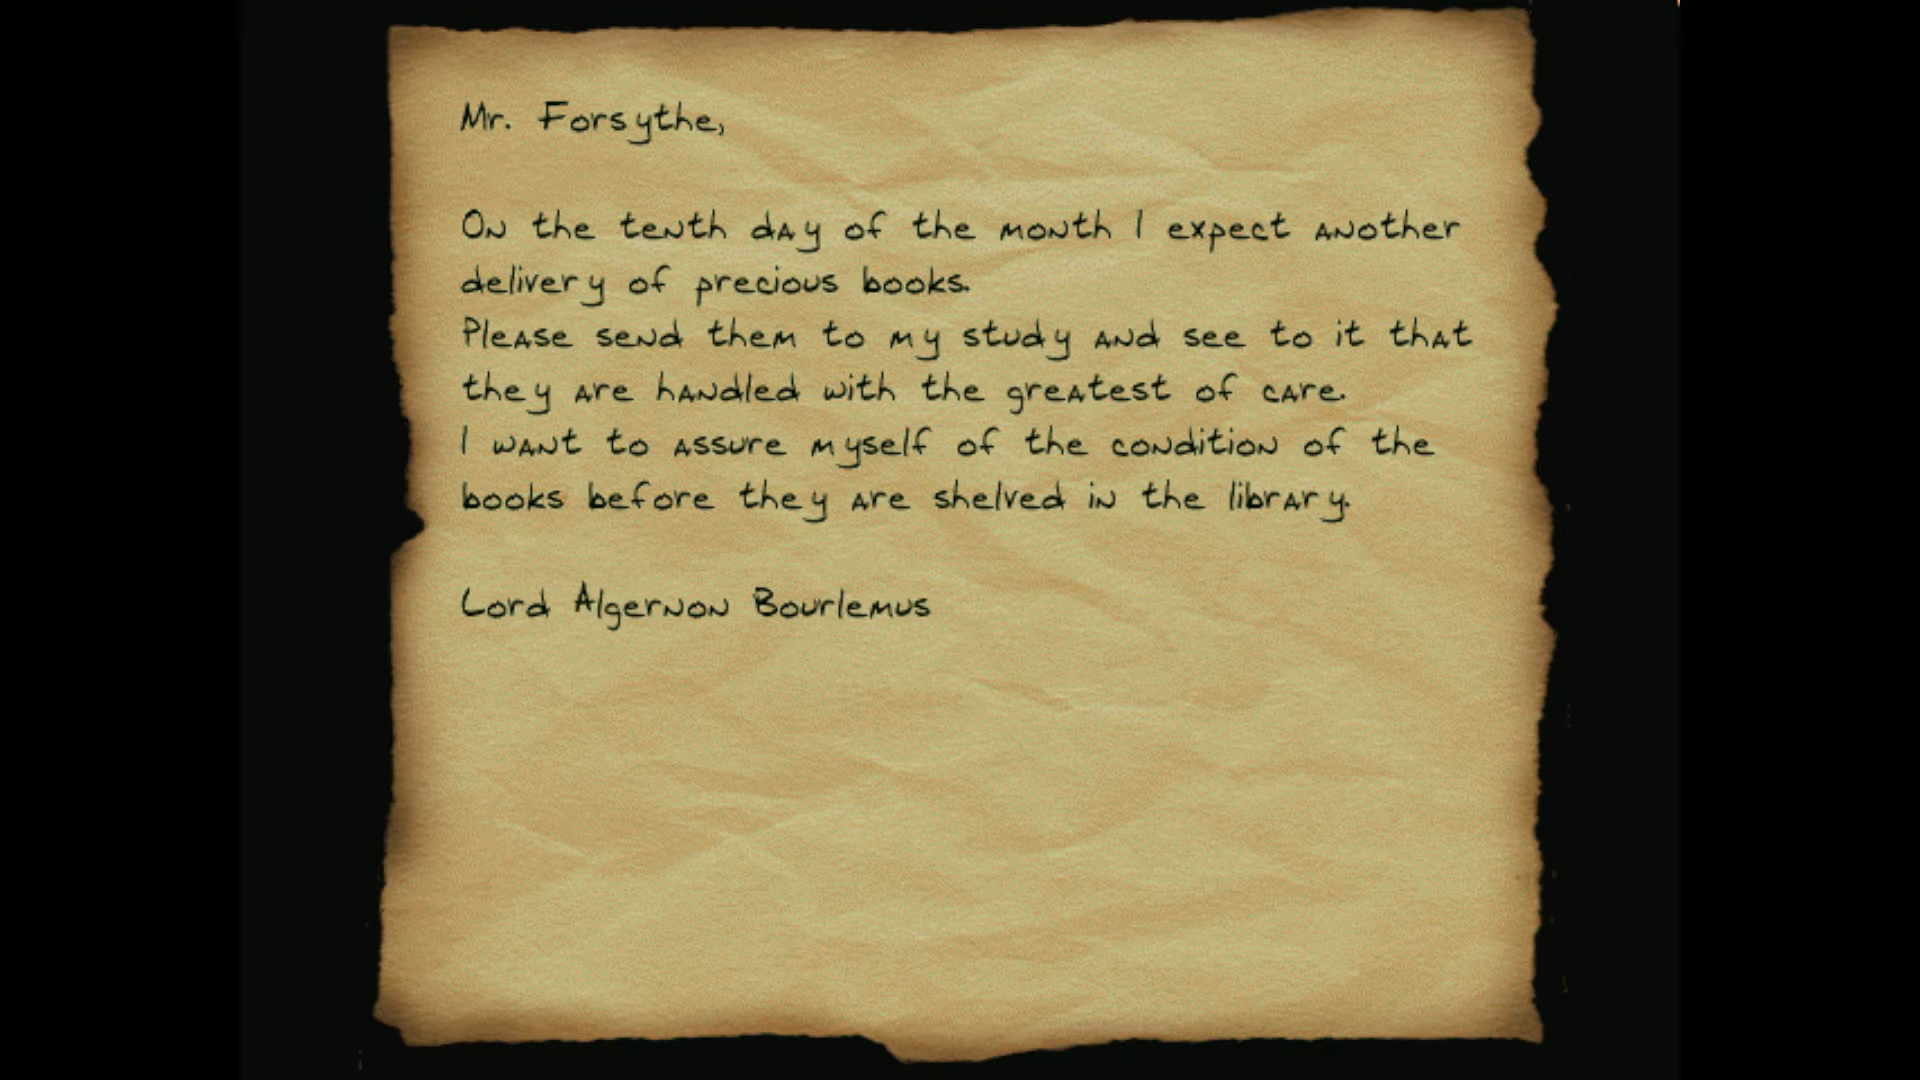 Mr. Forsythe,
On the tenth day of the month I expect another
delivery of precious books.
Please send them to my study and see to it that
they are handled with the greatest of care.
I want to assure myself of the condition of the
books before they are shelved in the library.
Lord Algernon Bourlemus